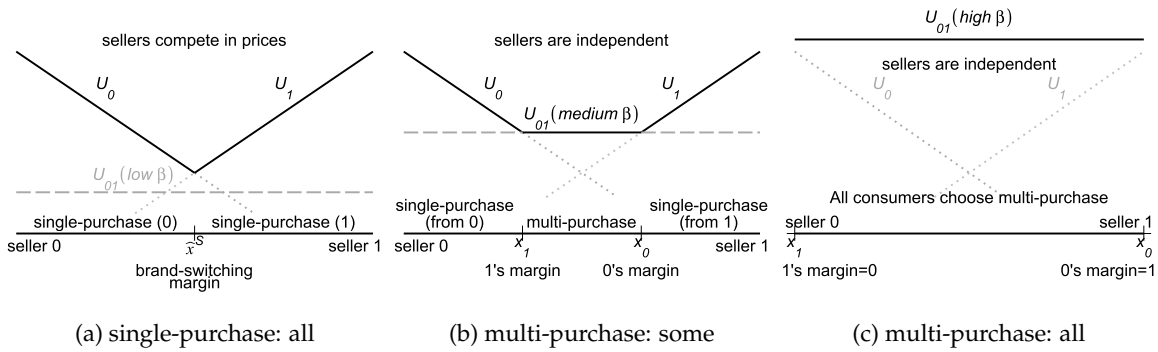 sellers compete in prices
U0
U1
U01(low β)
single-purchase (0)
single-purchase (1)
seller 0
x̂S
seller 1
brand-switching
margin
(a) single-purchase: all
sellers are independent
U0
U1
U01(medium β)
single-purchase
(from 0)
multi-purchase
single-purchase
(from 1)
seller 0
x1
x0
seller 1
1's margin
0's margin
(b) multi-purchase: some
U01(high β)
sellers are independent
U0
U1
All consumers choose multi-purchase
seller 0
seller 1
x1
x0
1's margin=0
0's margin=1
(c) multi-purchase: all